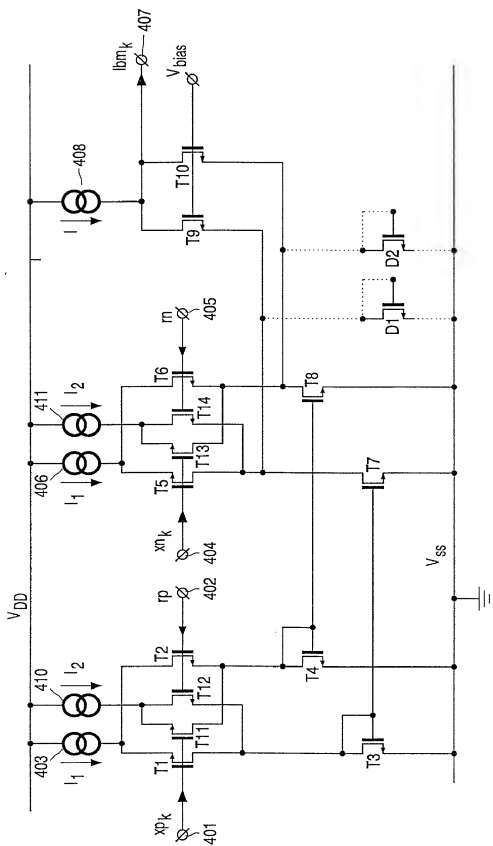 V_DD
I_1
403
410
I_2
I_1
406
411
I_2
I
408
Ibm_k
407
V_bias
T1
T11
T12
T2
rp
402
xp_k
401
T5
T13
T14
T6
rn
405
xn_k
404
T9
T10
T3
T4
T7
T8
D1
D2
V_ss